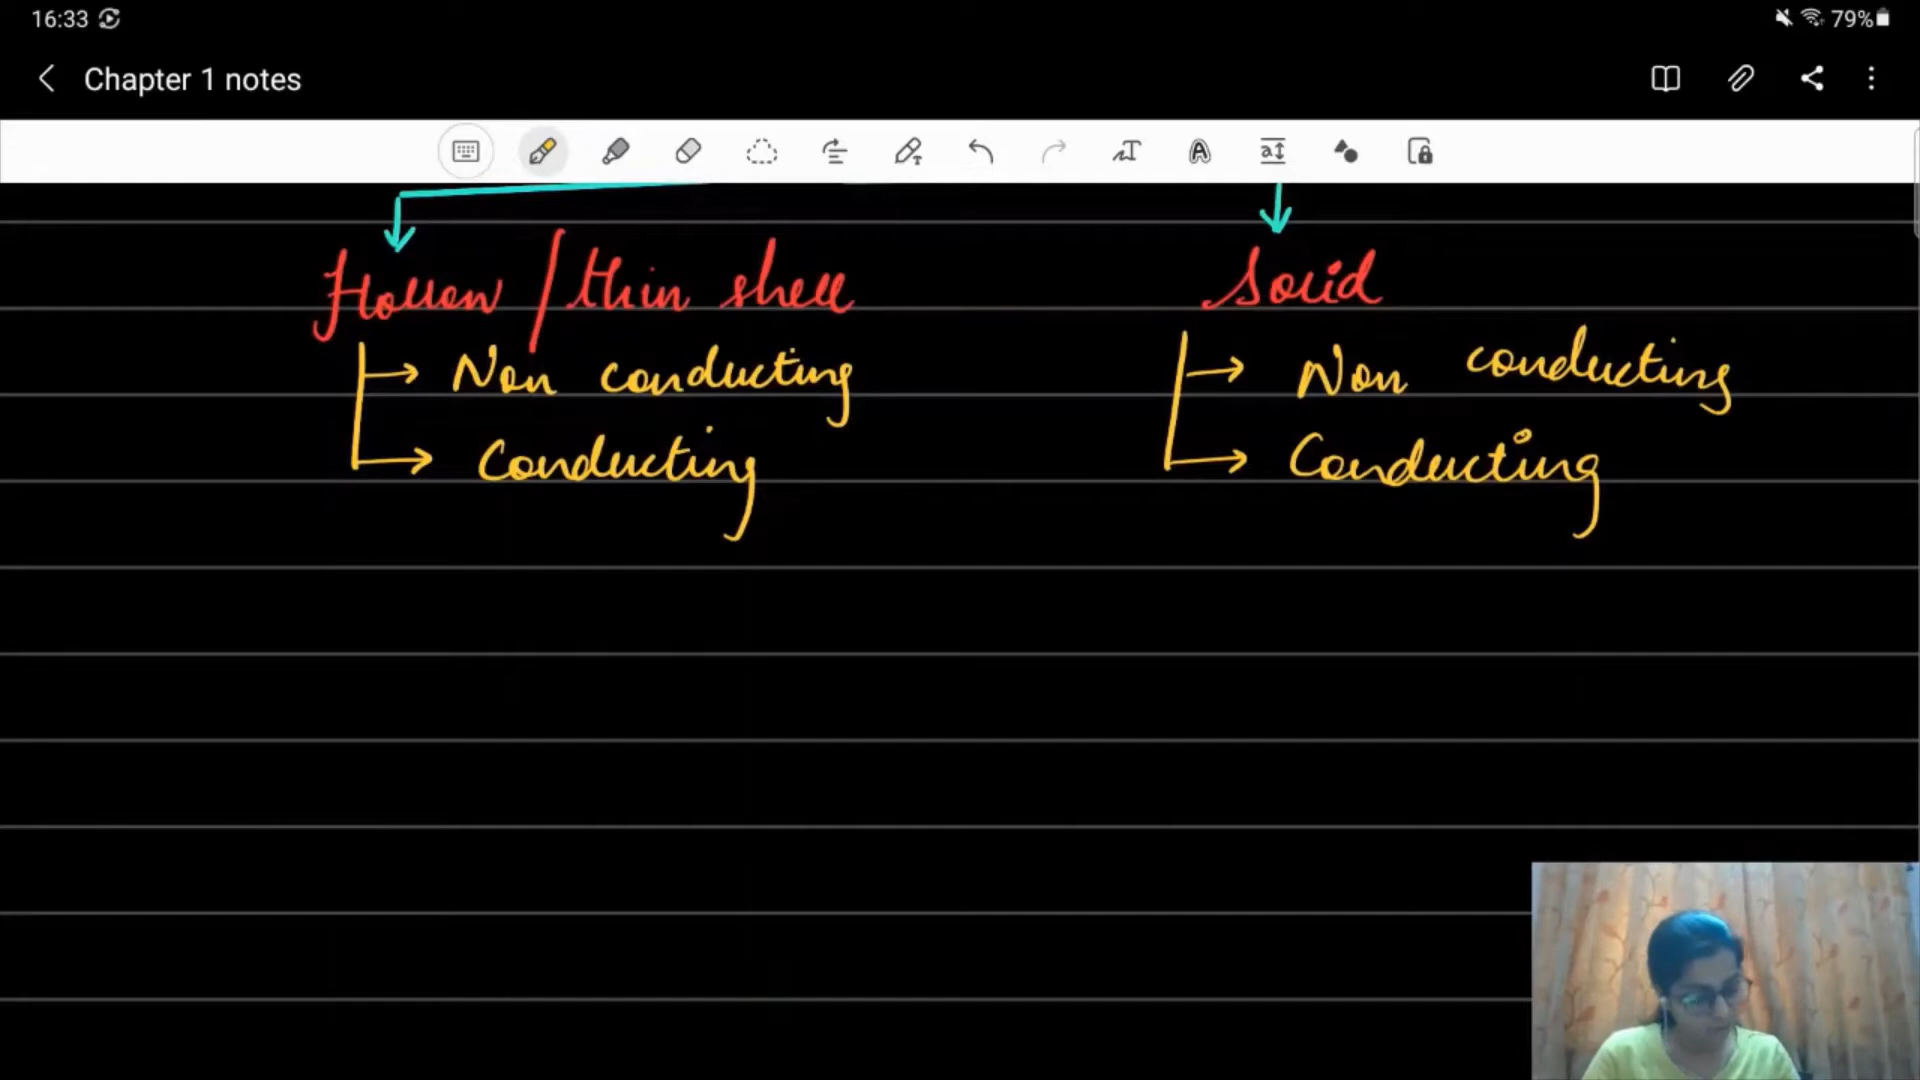 16:33 79%
Chapter 1 notes
Hollow / thin shell Solid
Non conducting Non conducting
Conducting Conducting